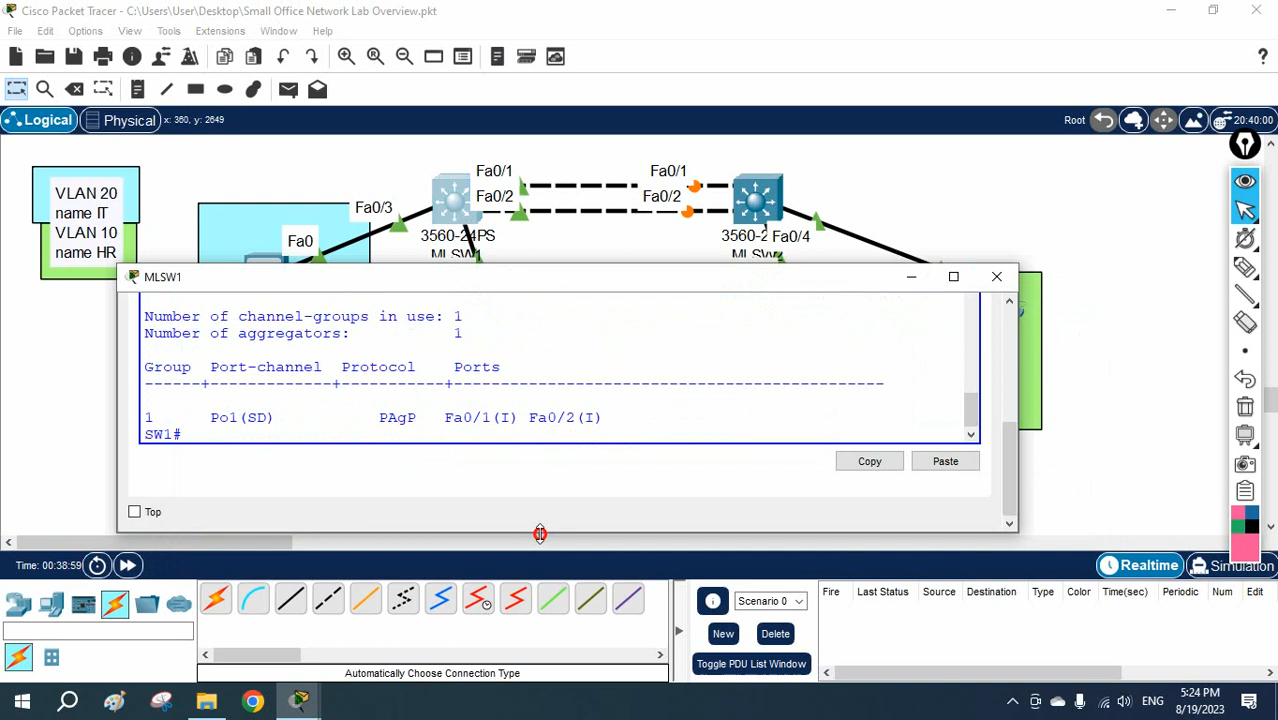 Cisco Packet Tracer - C:\Users\User\Desktop\Small Office Network Lab Overview.pkt
File Edit Options View Tools Extensions Window Help
Logical Physical x: 360, y: 2649 Root 20:40:00
VLAN 20
name IT
VLAN 10
name HR
Fa0/1 Fa0/1
Fa0/2 Fa0/2
Fa0/3
Fa0
3560-24PS
MLSW1
3560-2
Fa0/4
MLSW1
Number of channel-groups in use: 1
Number of aggregators: 1
Group Port-channel Protocol Ports
------+-------------+-----------+----------------------------------------------
1 Po1(SD) PAgP Fa0/1(I) Fa0/2(I)
SW1#
Copy Paste
Top
Time: 00:38:59 Realtime Simulation
Scenario 0
New Delete
Toggle PDU List Window
Fire Last Status Source Destination Type Color Time(sec) Periodic Num Edit
Automatically Choose Connection Type
ENG
5:24 PM
8/19/2023